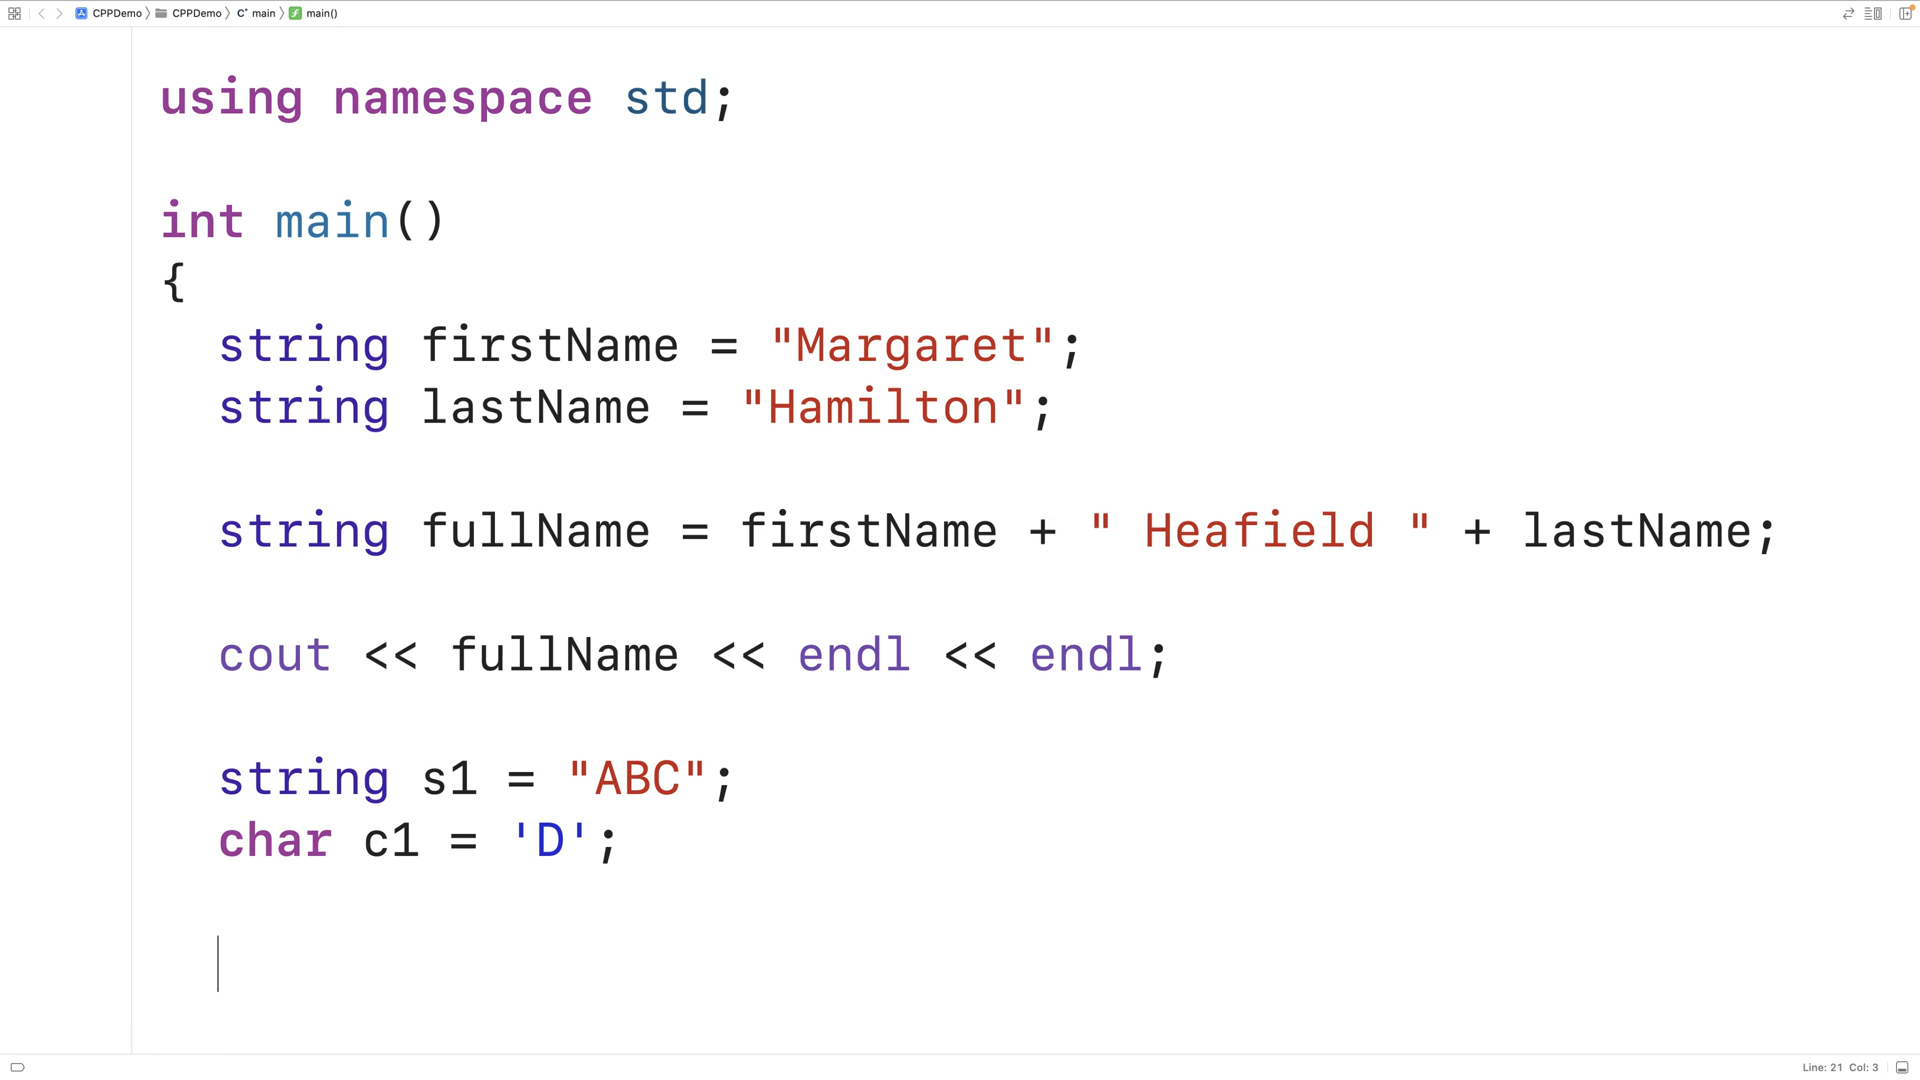 CPPDemo 〉 CPPDemo 〉 C+ main 〉 f main()
using namespace std;
int main()
{
string firstName = "Margaret";
string lastName = "Hamilton";
string fullName = firstName + " Heafield " + lastName;
cout << fullName << endl << endl;
string s1 = "ABC";
char c1 = 'D';
Line: 21 Col: 3